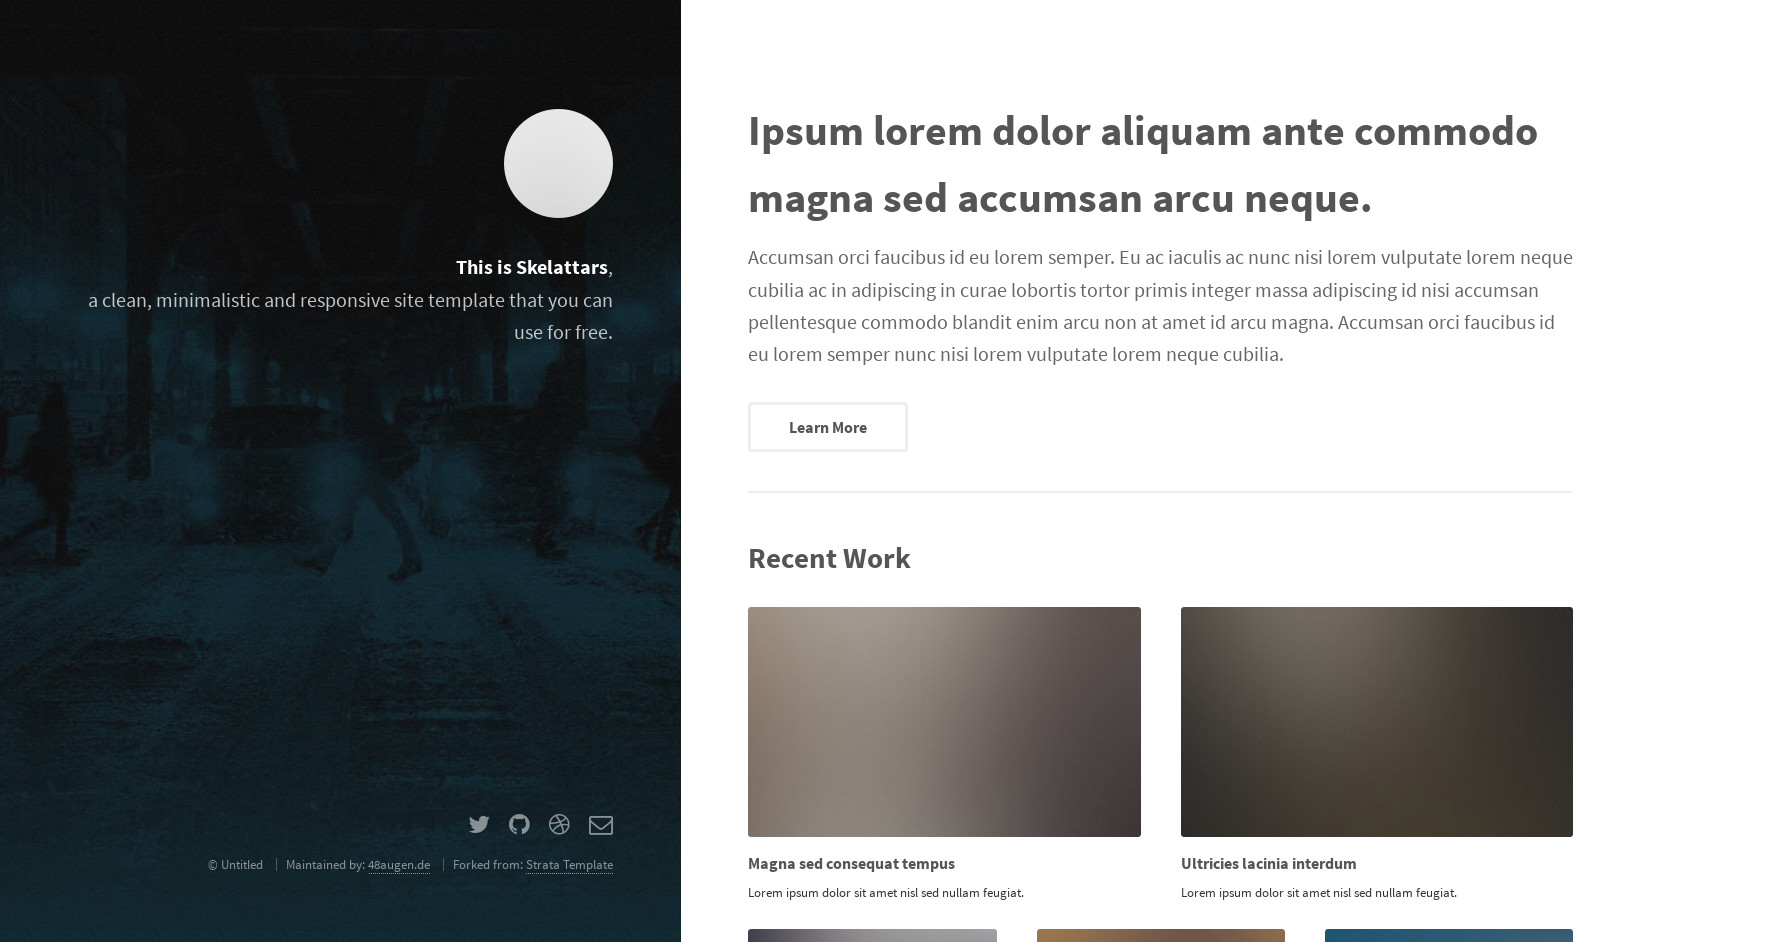 This is Skelattars,
a clean, minimalistic and responsive site template that you can
use for free.
© Untitled
Maintained by: 48augen.de
Forked from: Strata Template
Ipsum lorem dolor aliquam ante commodo
magna sed accumsan arcu neque.
Accumsan orci faucibus id eu lorem semper. Eu ac iaculis ac nunc nisi lorem vulputate lorem neque
cubilia ac in adipiscing in curae lobortis tortor primis integer massa adipiscing id nisi accumsan
pellentesque commodo blandit enim arcu non at amet id arcu magna. Accumsan orci faucibus id
eu lorem semper nunc nisi lorem vulputate lorem neque cubilia.
Learn More
Recent Work
Magna sed consequat tempus
Lorem ipsum dolor sit amet nisl sed nullam feugiat.
Ultricies lacinia interdum
Lorem ipsum dolor sit amet nisl sed nullam feugiat.